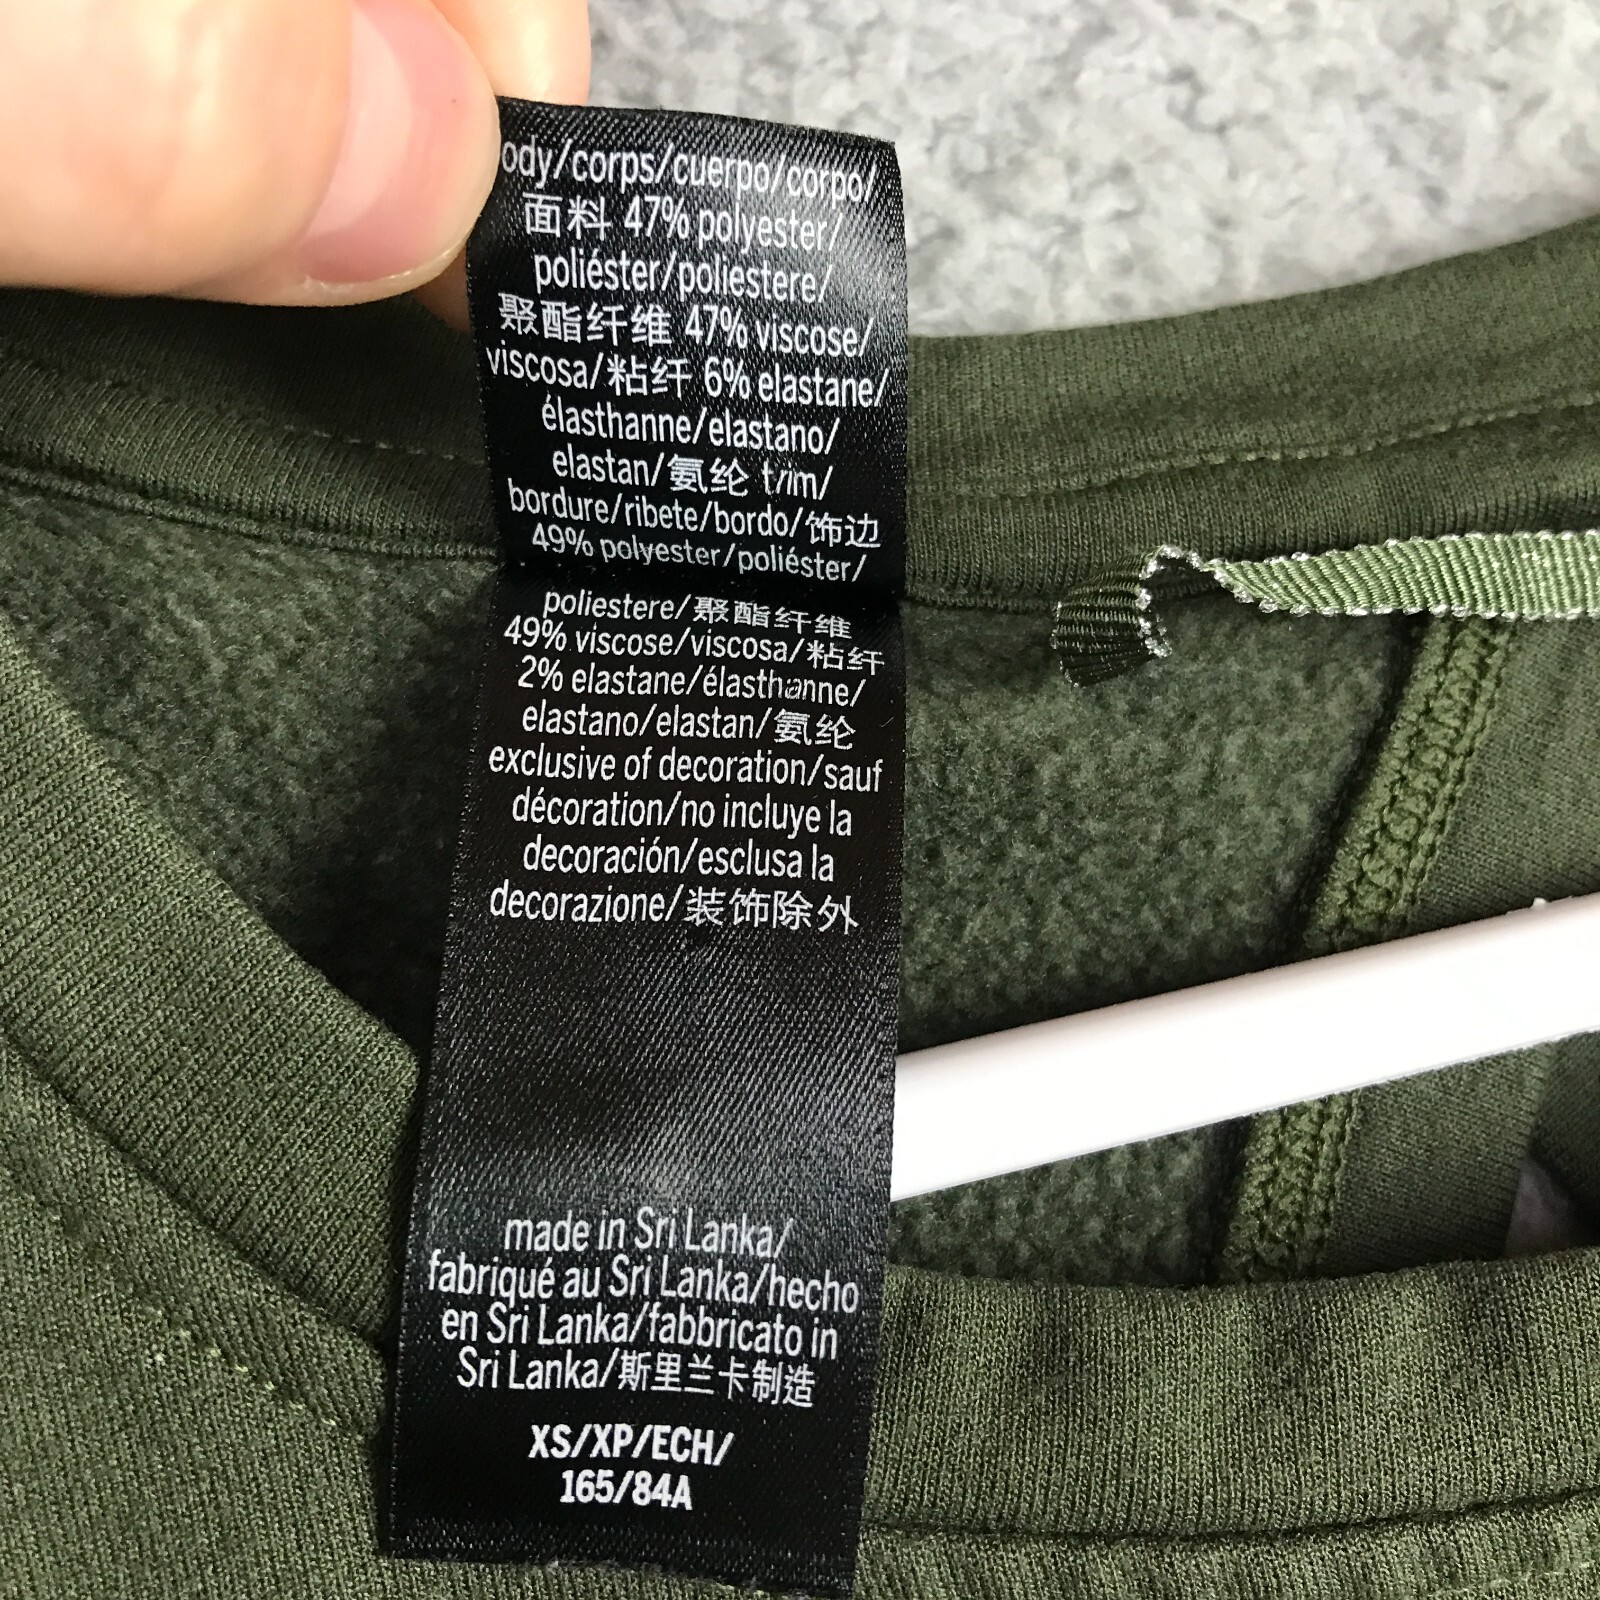 ody/corps/cuerpo/corpo/
面料 47% polyester/
poliéster/poliestere/
聚酯纤维 47% viscose/
viscosa/粘纤 6% elastane/
élasthanne/elastano/
elastan/氨纶 trim/
bordure/ribete/bordo/饰边
49% polyester/poliéster/
poliestere/聚酯纤维
49% viscose/viscosa/粘纤
2% elastane/élasthanne/
elastano/elastan/氨纶
exclusive of decoration/sauf
décoration/no incluye la
decoración/esclusa la
decorazione/装饰除外
made in Sri Lanka/
fabriqué au Sri Lanka/hecho
en Sri Lanka/fabbricato in
Sri Lanka/斯里兰卡制造
XS/XP/ECH/
165/84A